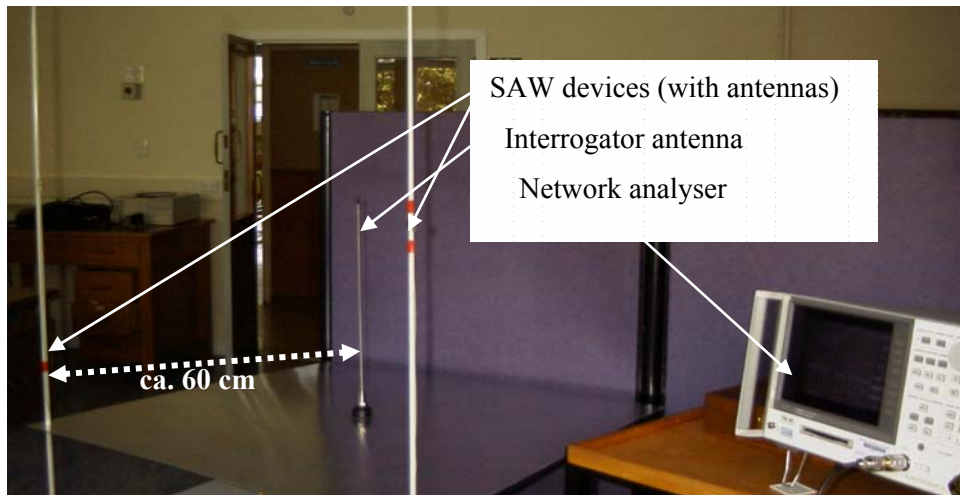 SAW devices (with antennas)
Interrogator antenna
Network analyser
ca. 60 cm